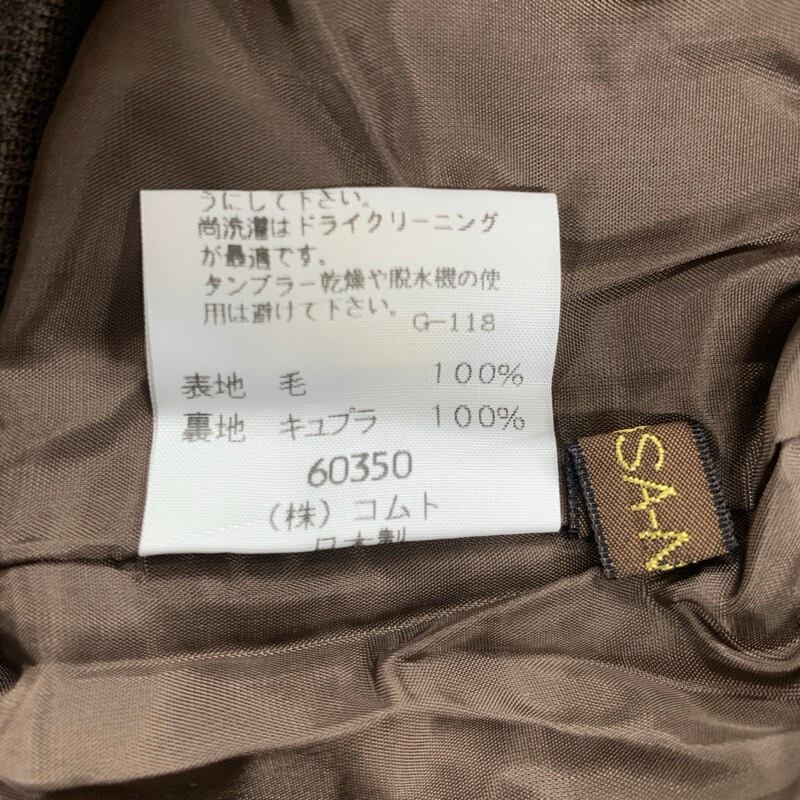 うにして下さい。
尚洗濯はドライクリーニング
が最適です。
タンブラー乾燥や脱水機の使
用は避けて下さい。
G-118
表地 毛 100%
裏地 キュプラ 100%
60350
(株) コムト
日本製
SA-N